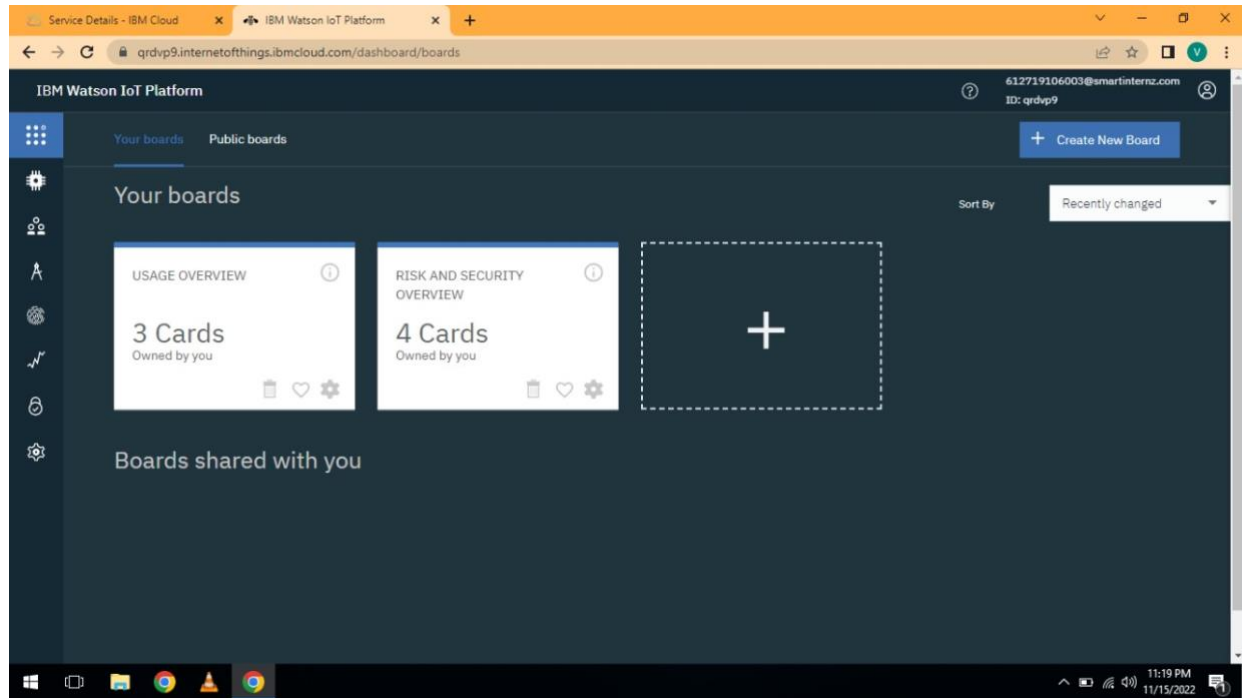 Service Details - IBM Cloud
IBM Watson IoT Platform
qrdvp9.internetofthings.ibmcloud.com/dashboard/boards
V
IBM Watson IoT Platform
612719106003@smartinternz.com
ID: qrdvp9
Your boards
Public boards
+ Create New Board
Your boards
Sort By
Recently changed
USAGE OVERVIEW
3 Cards
Owned by you
RISK AND SECURITY
OVERVIEW
4 Cards
Owned by you
Boards shared with you
11:19 PM
11/15/2022
1